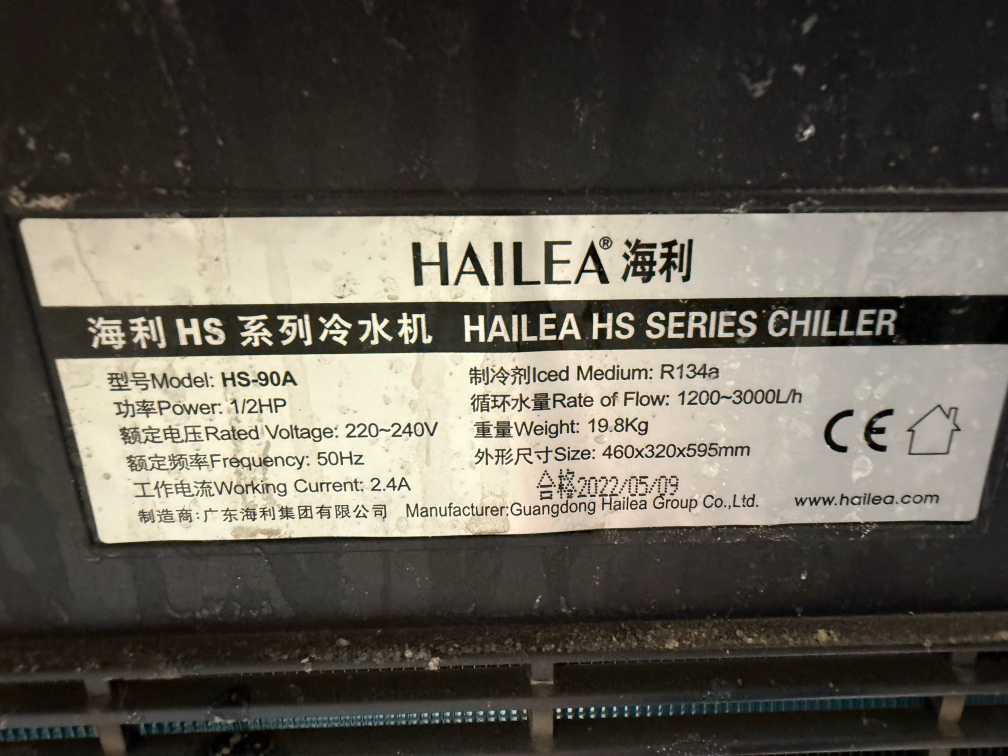 HAILEA® 海利
海利 HS 系列冷水机 HAILEA HS SERIES CHILLER
型号Model: HS-90A
功率Power: 1/2HP
额定电压Rated Voltage: 220~240V
额定频率Frequency: 50Hz
工作电流Working Current: 2.4A
制冷剂Iced Medium: R134a
循环水量Rate of Flow: 1200~3000L/h
重量Weight: 19.8Kg
外形尺寸Size: 460x320x595mm
合格2022/05/09
制造商:广东海利集团有限公司 Manufacturer:Guangdong Hailea Group Co.,Ltd.
CE
www.hailea.com